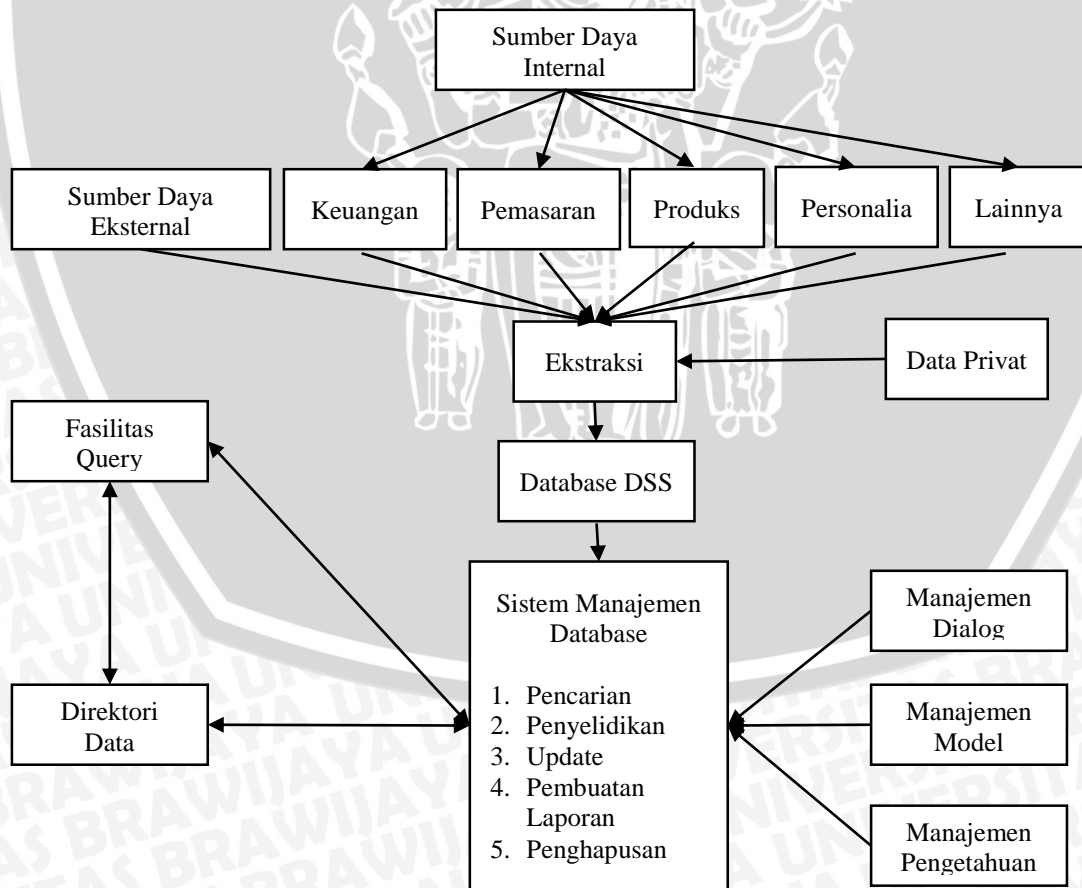 Sumber Daya
Internal
Sumber Daya
Eksternal
Keuangan
Pemasaran
Produks
Personalia
Lainnya
Ekstraksi
Data Privat
Fasilitas
Query
Database DSS
Sistem Manajemen
Database
1. Pencarian
2. Penyelidikan
3. Update
4. Pembuatan
Laporan
5. Penghapusan
Manajemen
Dialog
Direktori
Data
Manajemen
Model
Manajemen
Pengetahuan